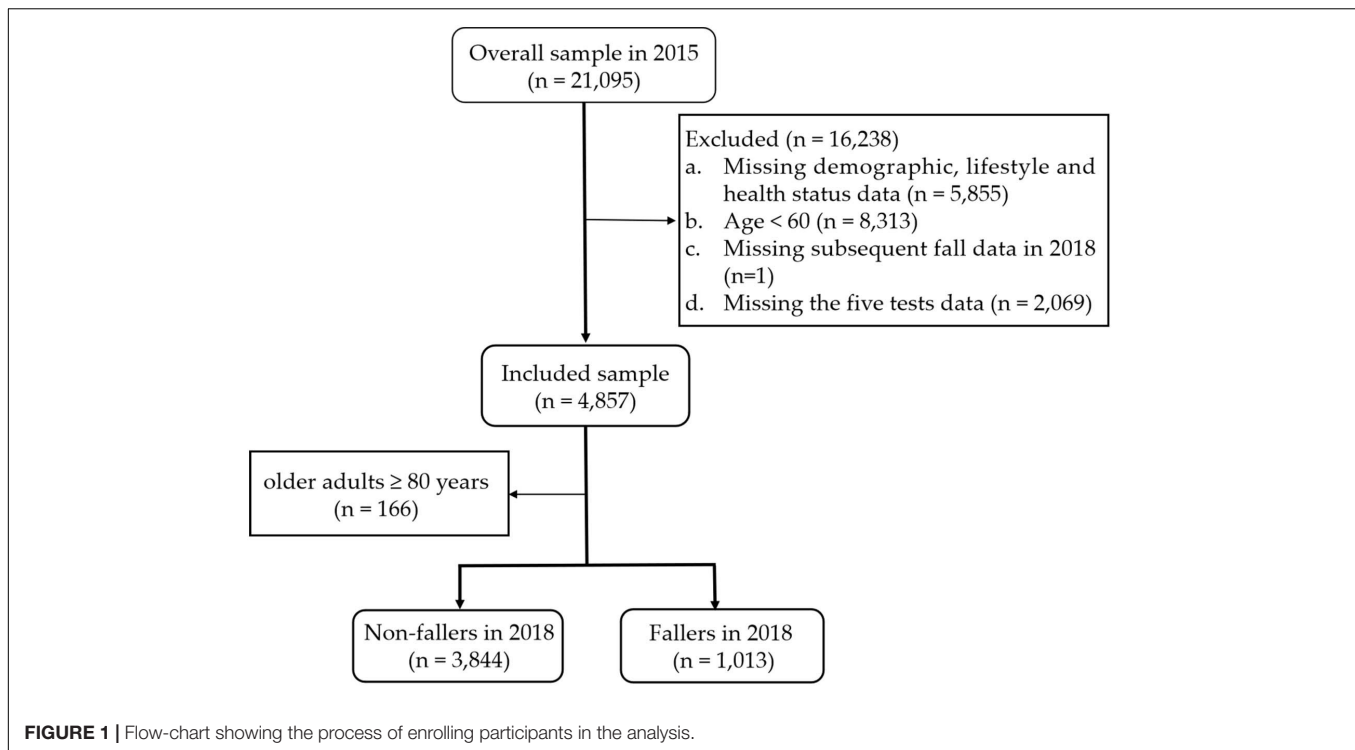 Overall sample in 2015
(n = 21,095)
Excluded (n = 16,238)
a. Missing demographic, lifestyle and
health status data (n = 5,855)
b. Age < 60 (n = 8,313)
c. Missing subsequent fall data in 2018
(n=1)
d. Missing the five tests data (n = 2,069)
Included sample
(n = 4,857)
older adults ≥ 80 years
(n = 166)
Non-fallers in 2018
(n = 3,844)
Fallers in 2018
(n = 1,013)
FIGURE 1 | Flow-chart showing the process of enrolling participants in the analysis.